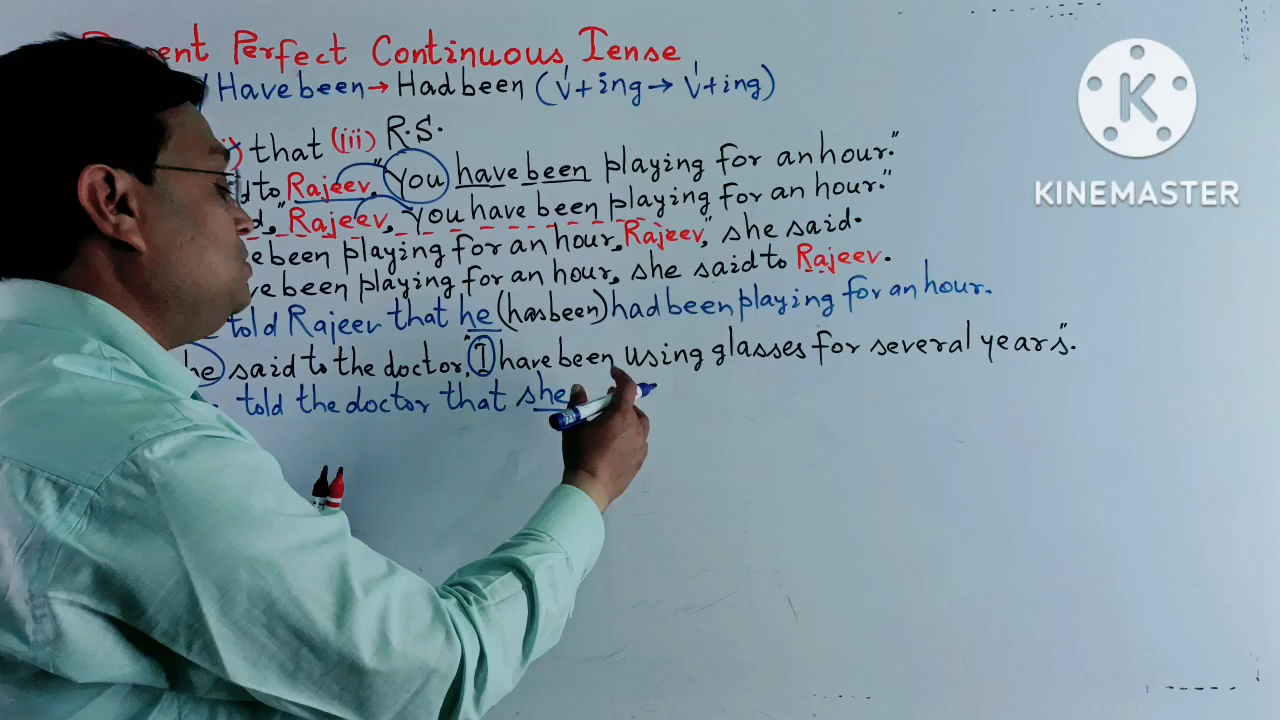 Perfect Continuous Tense
Have been → Had been (V¹+ing → V¹+ing)
that (iii) R.S.
to Rajeev, "You have been playing for an hour."
"Rajeev, you have been playing for an hour."
been playing for an hour, Rajeev," she said.
been playing for an hour, she said to Rajeev.
told Rajeev that he (has been) had been playing for an hour.
said to the doctor, "I have been using glasses for several years".
told the doctor that she
KINEMASTER